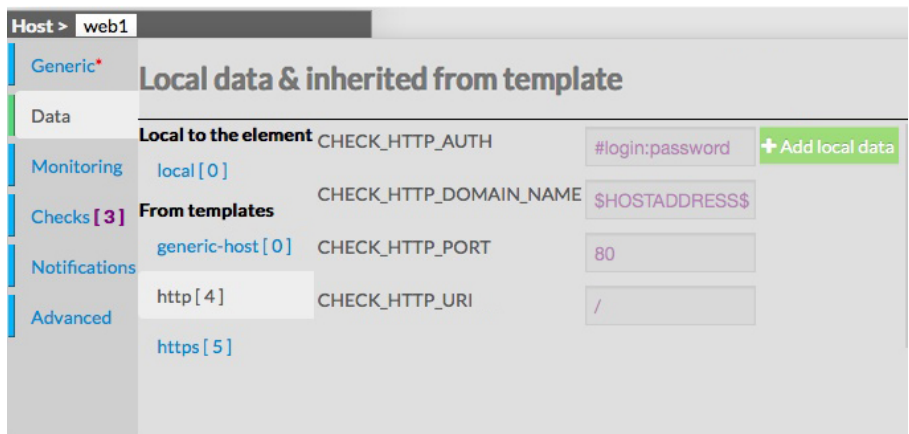 Host > web1
Generic*
Data
Monitoring
Checks [ 3 ]
Notifications
Advanced
Local data & inherited from template
Local to the element
local [ 0 ]
From templates
generic-host [ 0 ]
http [ 4 ]
https [ 5 ]
CHECK_HTTP_AUTH #login:password + Add local data
CHECK_HTTP_DOMAIN_NAME $HOSTADDRESS$
CHECK_HTTP_PORT 80
CHECK_HTTP_URI /